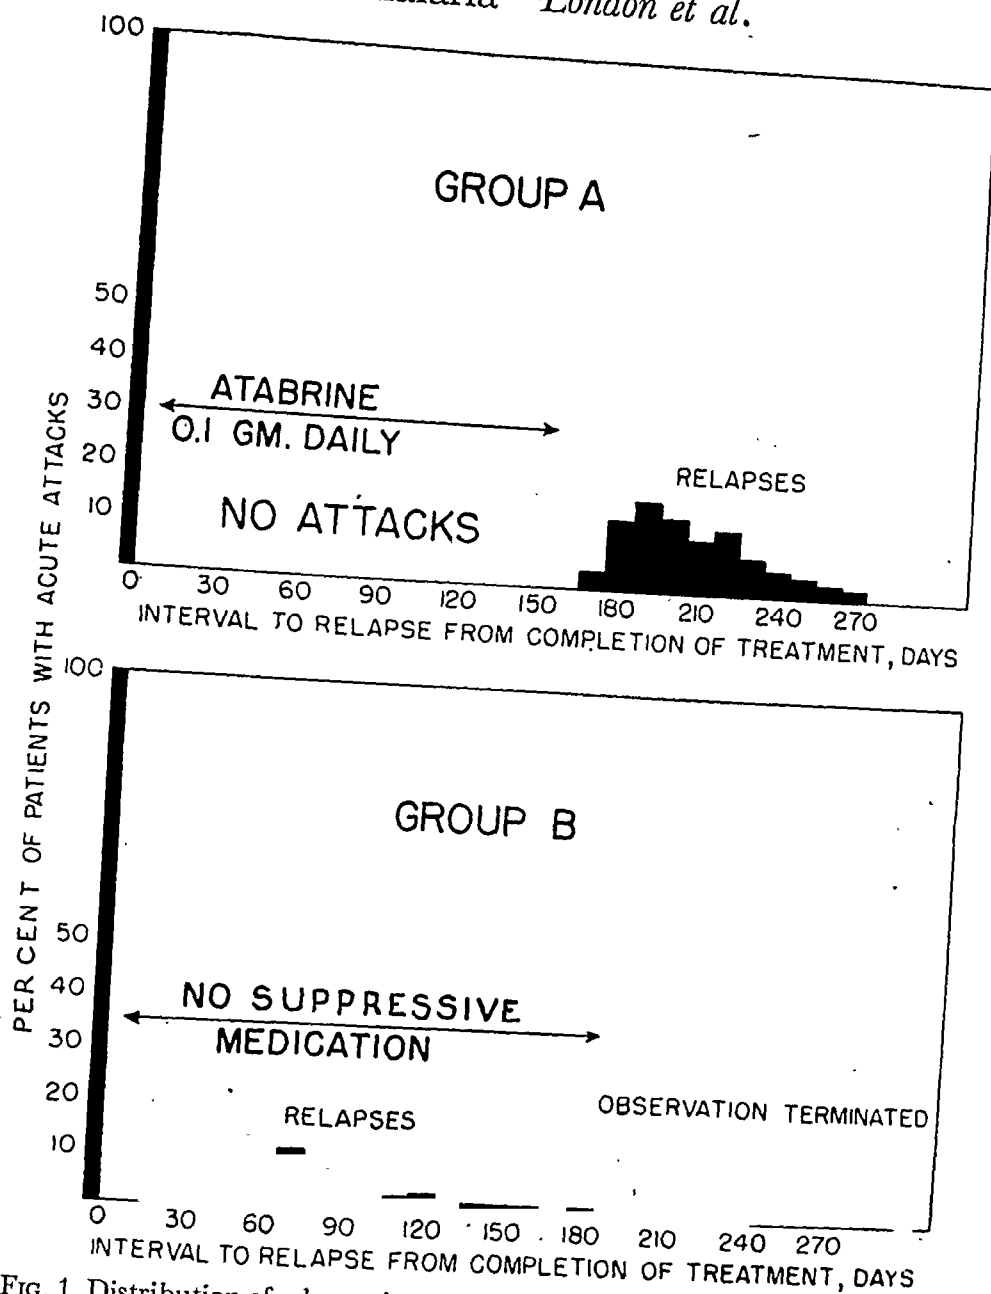 London et al.
100
GROUP A
50
40
ATABRINE
30
0.1 GM. DAILY
20
RELAPSES
10
NO ATTACKS
0 30 60 90 120 150 180 210 240 270
INTERVAL TO RELAPSE FROM COMPLETION OF TREATMENT, DAYS
PER CENT OF PATIENTS WITH ACUTE ATTACKS
100
GROUP B
50
40
NO SUPPRESSIVE
30
MEDICATION
20
RELAPSES
OBSERVATION TERMINATED
10
0 30 60 90 120 150 180 210 240 270
INTERVAL TO RELAPSE FROM COMPLETION OF TREATMENT, DAYS
FIG. 1. Distribution of